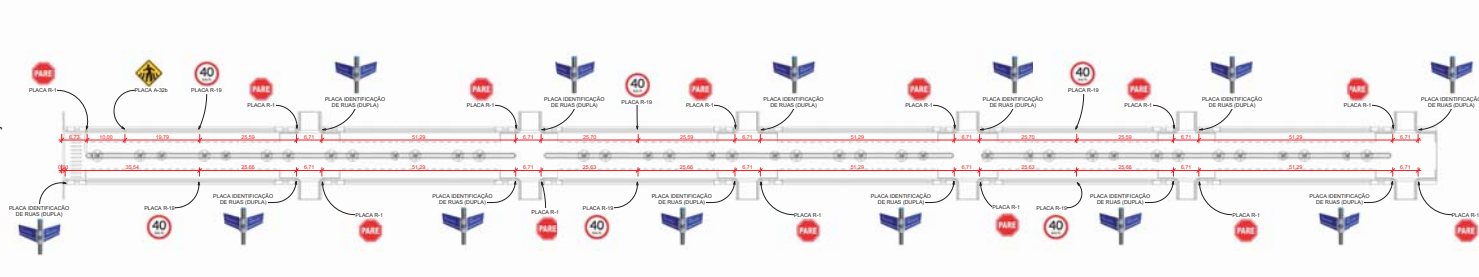 PARE
PLACA R-1
PLACA A-32b
40
PLACA R-19
PARE
PLACA R-1
PLACA IDENTIFICAÇÃO
DE RUAS (DUPLA)
PARE
PLACA R-1
PLACA IDENTIFICAÇÃO
DE RUAS (DUPLA)
40
PLACA R-19
PARE
PLACA R-1
PLACA IDENTIFICAÇÃO
DE RUAS (DUPLA)
PARE
PLACA R-1
PLACA IDENTIFICAÇÃO
DE RUAS (DUPLA)
40
PLACA R-19
PARE
PLACA R-1
PLACA IDENTIFICAÇÃO
DE RUAS (DUPLA)
PARE
PLACA R-1
PLACA IDENTIFICAÇÃO
DE RUAS (DUPLA)
6,73 10,00 19,79 25,59 6,71 51,29 6,71 25,70 25,59 6,71 51,29 6,71 25,70 25,59 6,71 51,29 6,71
35,54 25,66 6,71 51,29 6,71 25,63 25,66 6,71 51,29 6,71 25,63 25,66 6,71 51,29 6,71
PLACA IDENTIFICAÇÃO
DE RUAS (DUPLA)
PLACA R-19
40
PLACA IDENTIFICAÇÃO
DE RUAS (DUPLA)
PLACA R-1
PARE
PLACA IDENTIFICAÇÃO
DE RUAS (DUPLA)
PLACA R-1
PARE
PLACA R-19
40
PLACA IDENTIFICAÇÃO
DE RUAS (DUPLA)
PLACA R-1
PARE
PLACA IDENTIFICAÇÃO
DE RUAS (DUPLA)
PLACA R-1
PARE
PLACA R-19
40
PLACA IDENTIFICAÇÃO
DE RUAS (DUPLA)
PLACA R-1
PARE
PLACA IDENTIFICAÇÃO
DE RUAS (DUPLA)
PLACA R-1
PARE